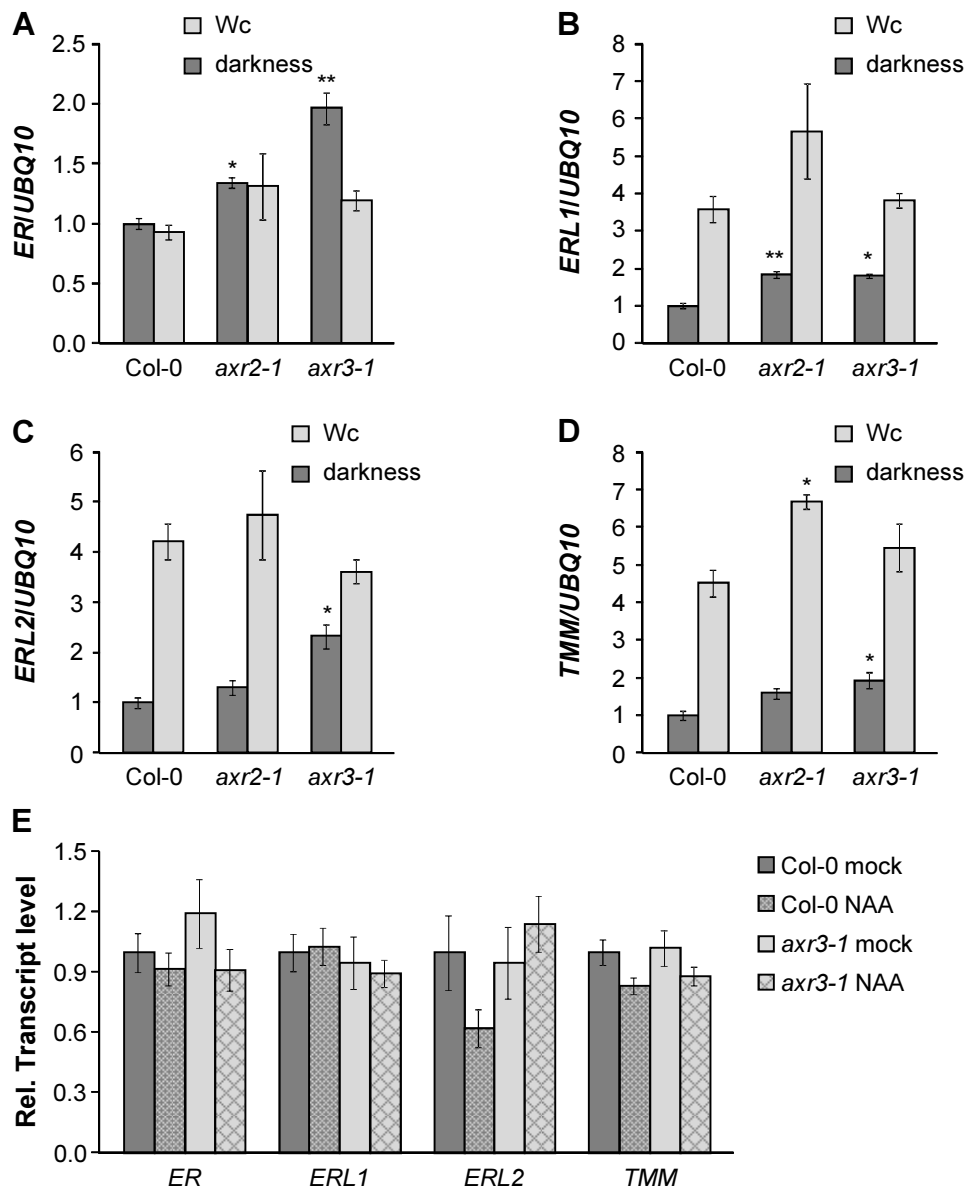 A
Wc
darkness
ER/UBQ10
2.5
2.0
1.5
1.0
0.5
0.0
*
**
Col-0 axr2-1 axr3-1
B
Wc
darkness
ERL1/UBQ10
8
7
6
5
4
3
2
1
0
**
*
Col-0 axr2-1 axr3-1
C
Wc
darkness
ERL2/UBQ10
6
5
4
3
2
1
0
*
Col-0 axr2-1 axr3-1
D
Wc
darkness
TMM/UBQ10
8
7
6
5
4
3
2
1
0
*
*
Col-0 axr2-1 axr3-1
E
Rel. Transcript level
1.5
1.2
0.9
0.6
0.3
0.0
ER ERL1 ERL2 TMM
Col-0 mock
Col-0 NAA
axr3-1 mock
axr3-1 NAA